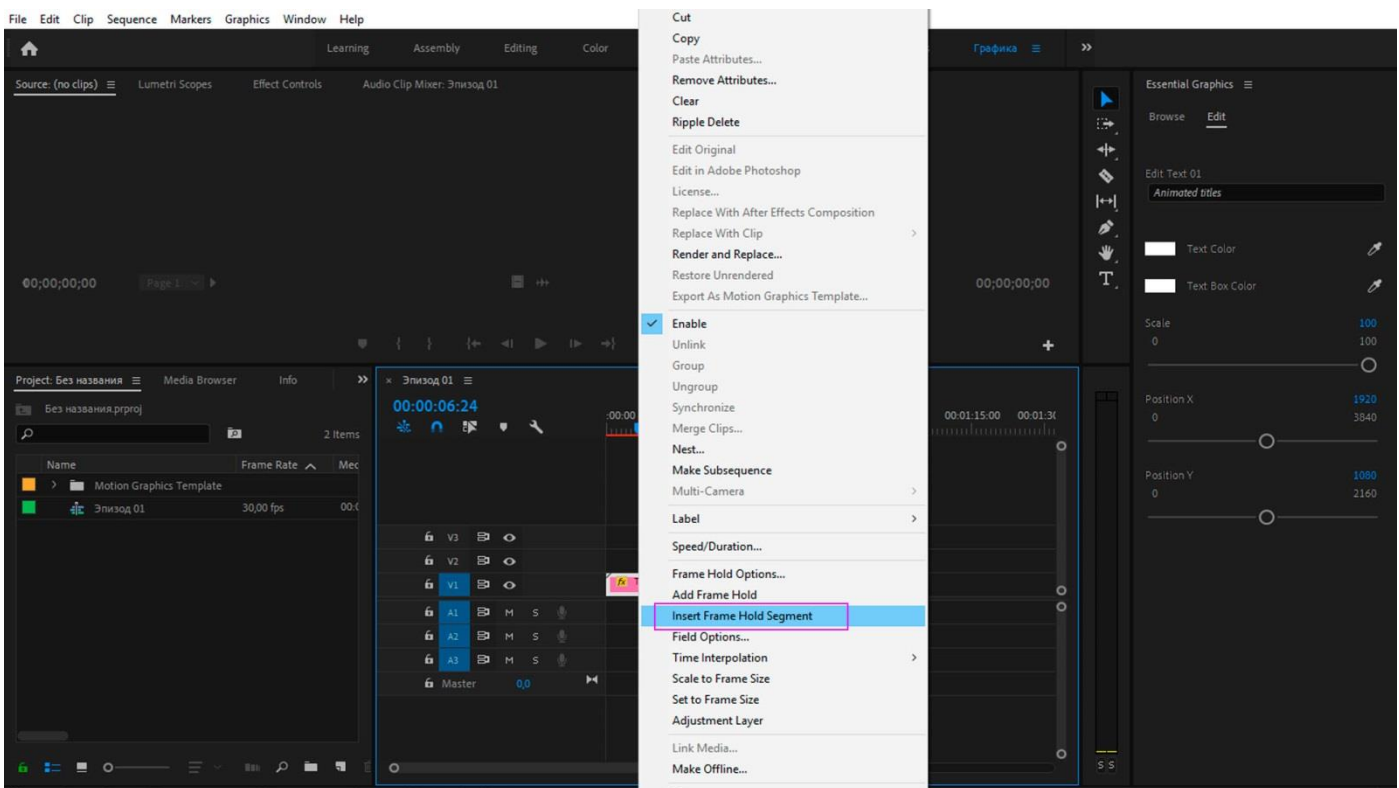 File Edit Clip Sequence Markers Graphics Window Help
Learning Assembly Editing Color Графика
Source: (no clips) Lumetri Scopes Effect Controls Audio Clip Mixer: Эпизод 01
00;00;00;00 Page 1 00;00;00;00
Cut
Copy
Paste Attributes...
Remove Attributes...
Clear
Ripple Delete
Edit Original
Edit in Adobe Photoshop
License...
Replace With After Effects Composition
Replace With Clip
Render and Replace...
Restore Unrendered
Export As Motion Graphics Template...
Enable
Unlink
Group
Ungroup
Synchronize
Merge Clips...
Nest...
Make Subsequence
Multi-Camera
Label
Speed/Duration...
Frame Hold Options...
Add Frame Hold
Insert Frame Hold Segment
Field Options...
Time Interpolation
Scale to Frame Size
Set to Frame Size
Adjustment Layer
Link Media...
Make Offline...
T
Essential Graphics
Browse Edit
Edit Text 01
Animated titles
Text Color
Text Box Color
Scale 100
0 100
Position X 1920
0 3840
Position Y 1080
0 2160
Project: Без названия Media Browser Info
Без названия.prproj
2 Items
Name Frame Rate Med
Motion Graphics Template
Эпизод 01 30,00 fps 00:0
Эпизод 01
00:00:06:24
:00:00 00:01:15:00 00:01:30
V3
V2
V1 fx T
A1 M S
A2 M S
A3 M S
Master 0,0
S S